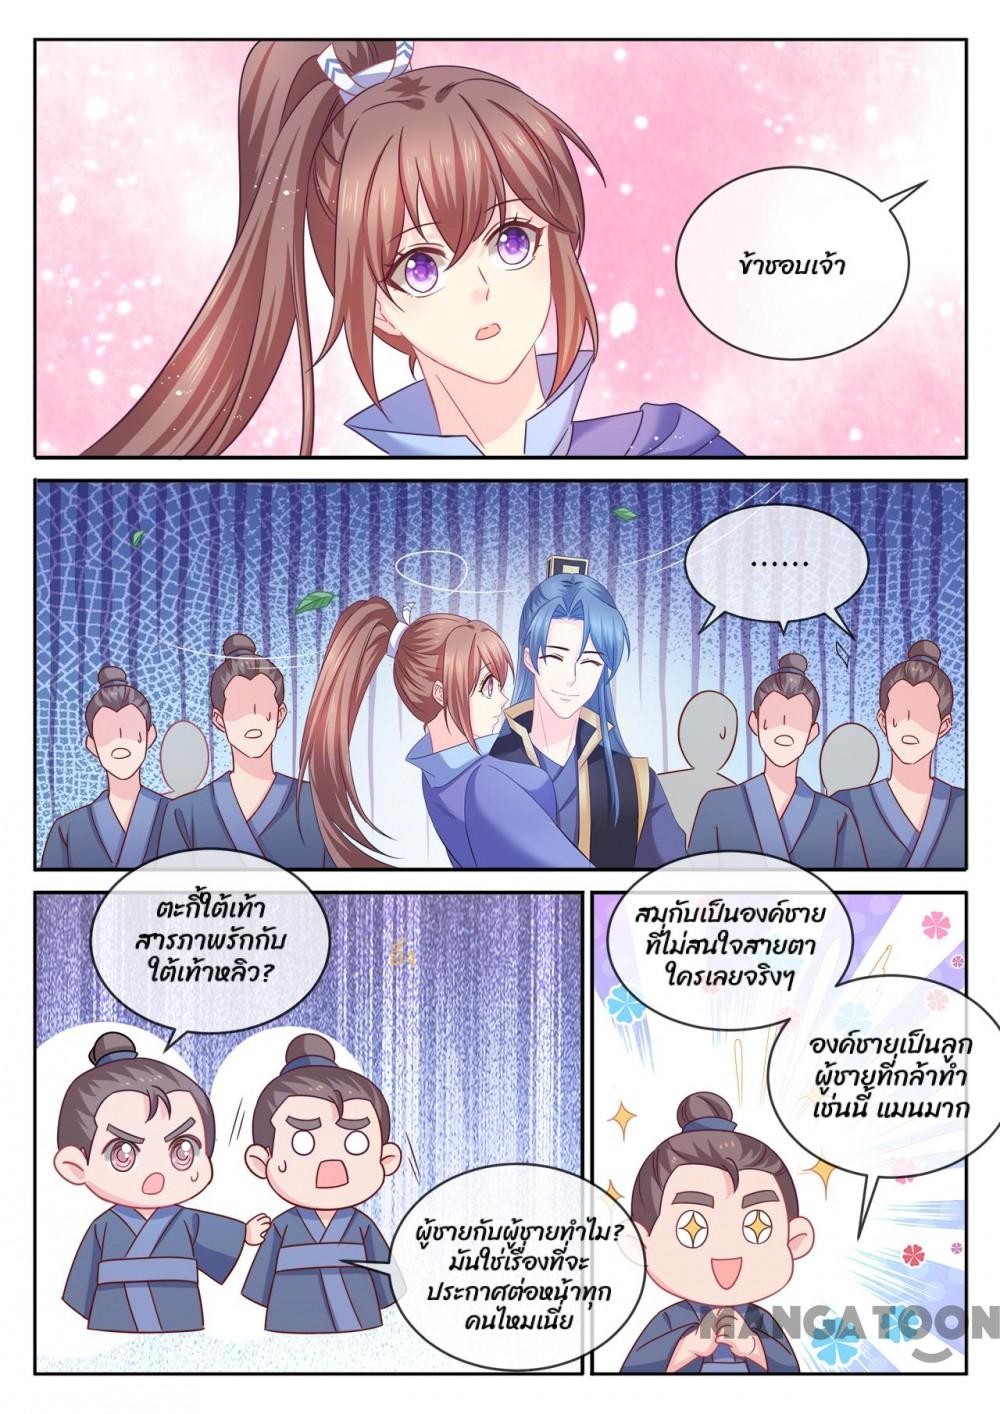 ข้าชอบเจ้า
......
ตะกี้ใต้เท้า
สารภาพรักกับ
ใต้เท้าหลิว?
อึ้ง
ผู้ชายกับผู้ชายทำไม?
มันใช่เรื่องที่จะ
ประกาศต่อหน้าทุก
คนไหมเนี่ย
สมกับเป็นองค์ชาย
ที่ไม่สนใจสายตา
ใครเลยจริงๆ
องค์ชายเป็นลูก
ผู้ชายที่กล้าทำ
เช่นนี้ แมนมาก
MANGATOON